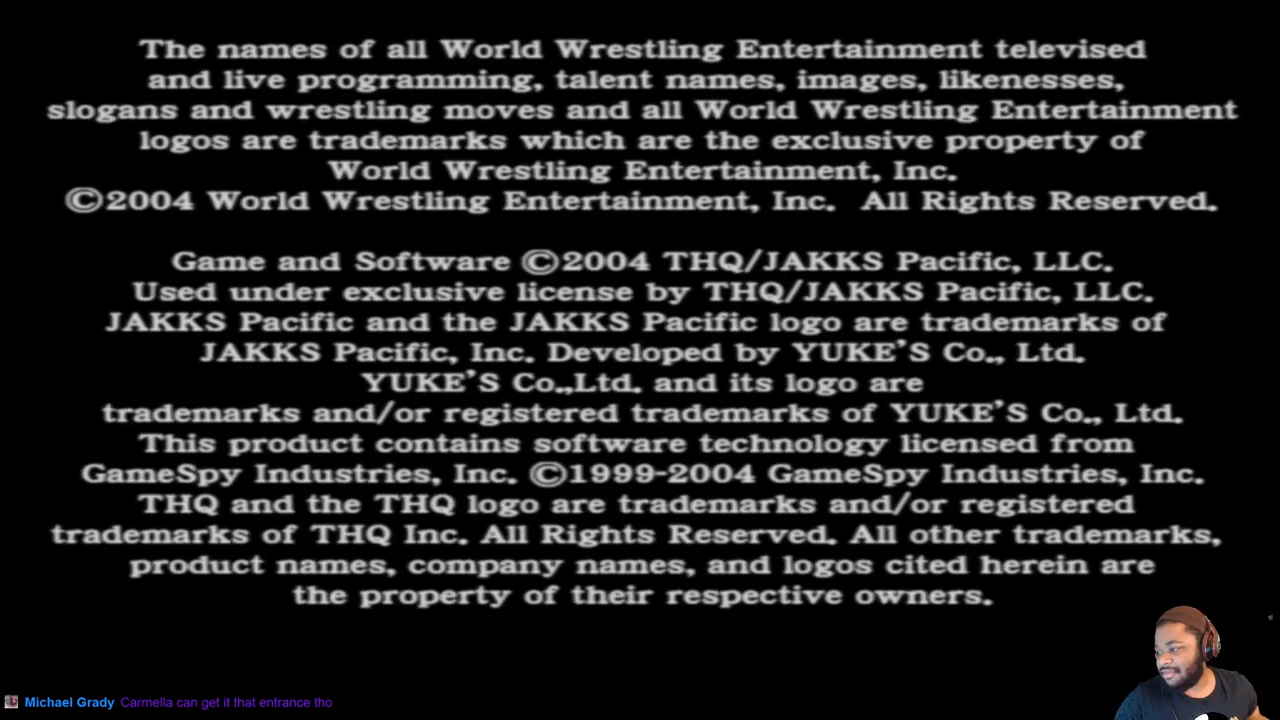 The names of all World Wrestling Entertainment televised
and live programming, talent names, images, likenesses,
slogans and wrestling moves and all World Wrestling Entertainment
logos are trademarks which are the exclusive property of
World Wrestling Entertainment, Inc.
©2004 World Wrestling Entertainment, Inc. All Rights Reserved.
Game and Software ©2004 THQ/JAKKS Pacific, LLC.
Used under exclusive license by THQ/JAKKS Pacific, LLC.
JAKKS Pacific and the JAKKS Pacific logo are trademarks of
JAKKS Pacific, Inc. Developed by YUKE'S Co., Ltd.
YUKE'S Co.,Ltd. and its logo are
trademarks and/or registered trademarks of YUKE'S Co., Ltd.
This product contains software technology licensed from
GameSpy Industries, Inc. ©1999-2004 GameSpy Industries, Inc.
THQ and the THQ logo are trademarks and/or registered
trademarks of THQ Inc. All Rights Reserved. All other trademarks,
product names, company names, and logos cited herein are
the property of their respective owners.
Michael Grady Carmella can get it that entrance tho